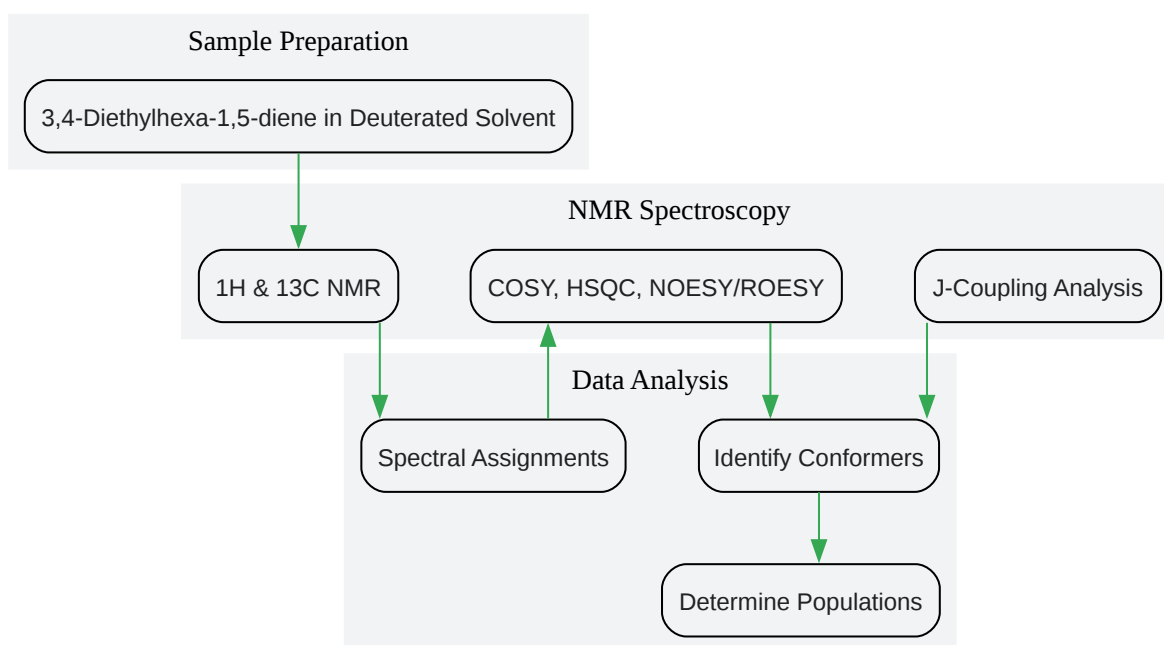 Sample Preparation
3,4-Diethylhexa-1,5-diene in Deuterated Solvent
NMR Spectroscopy
1H & 13C NMR
COSY, HSQC, NOESY/ROESY
J-Coupling Analysis
Data Analysis
Spectral Assignments
Identify Conformers
Determine Populations